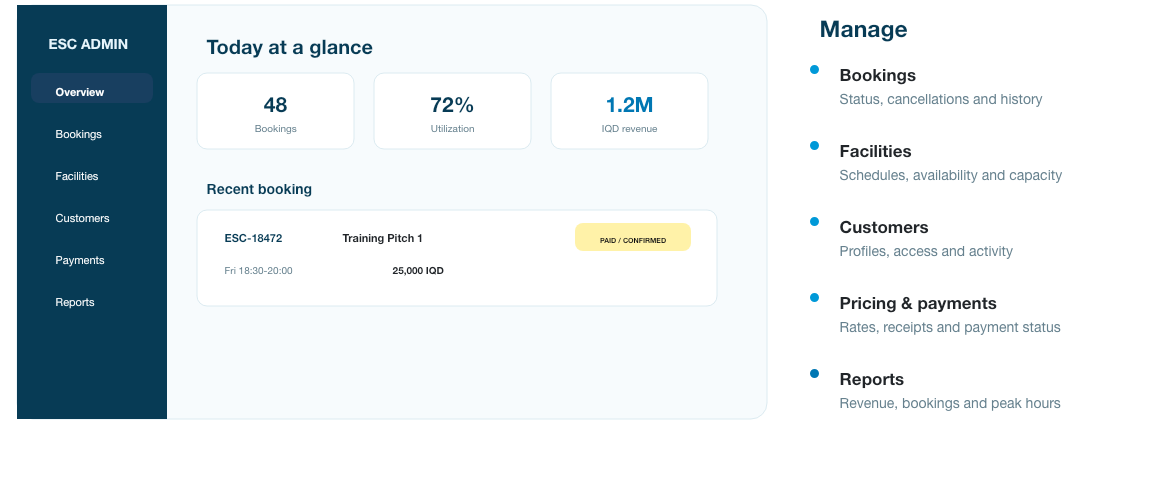 ESC ADMIN
Overview
Bookings
Facilities
Customers
Payments
Reports
Today at a glance
48
Bookings
72%
Utilization
1.2M
IQD revenue
Recent booking
ESC-18472 Training Pitch 1 PAID / CONFIRMED
Fri 18:30-20:00 25,000 IQD
Manage
Bookings
Status, cancellations and history
Facilities
Schedules, availability and capacity
Customers
Profiles, access and activity
Pricing & payments
Rates, receipts and payment status
Reports
Revenue, bookings and peak hours